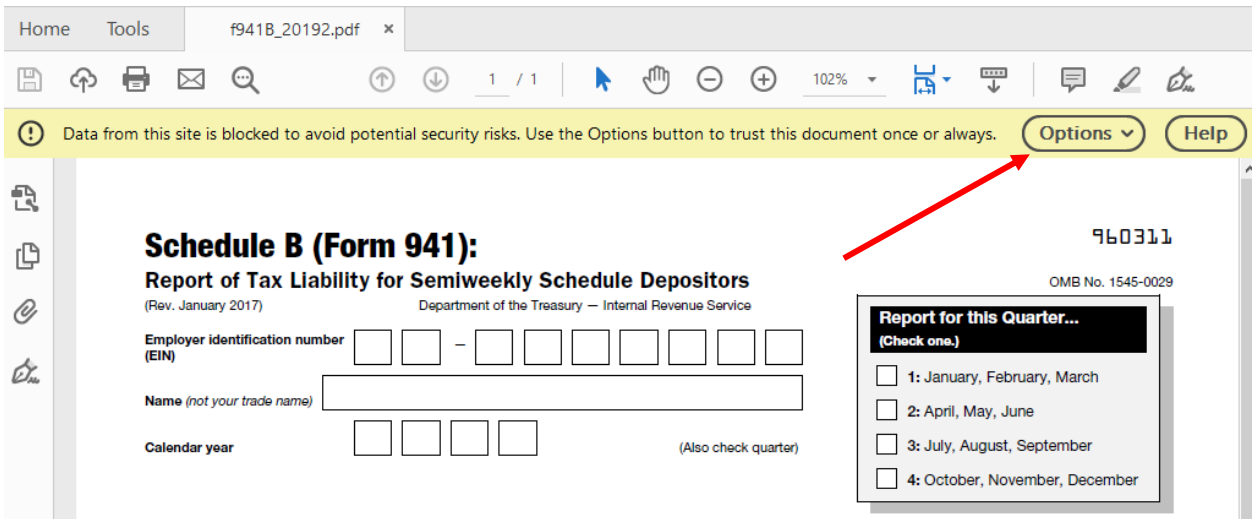 Home Tools f941B_20192.pdf ×
1 / 1 102%
Data from this site is blocked to avoid potential security risks. Use the Options button to trust this document once or always. Options Help
960311
Schedule B (Form 941):
Report of Tax Liability for Semiweekly Schedule Depositors
OMB No. 1545-0029
(Rev. January 2017) Department of the Treasury — Internal Revenue Service
Employer identification number
(EIN)
–
Name (not your trade name)
Calendar year (Also check quarter)
Report for this Quarter...
(Check one.)
1: January, February, March
2: April, May, June
3: July, August, September
4: October, November, December